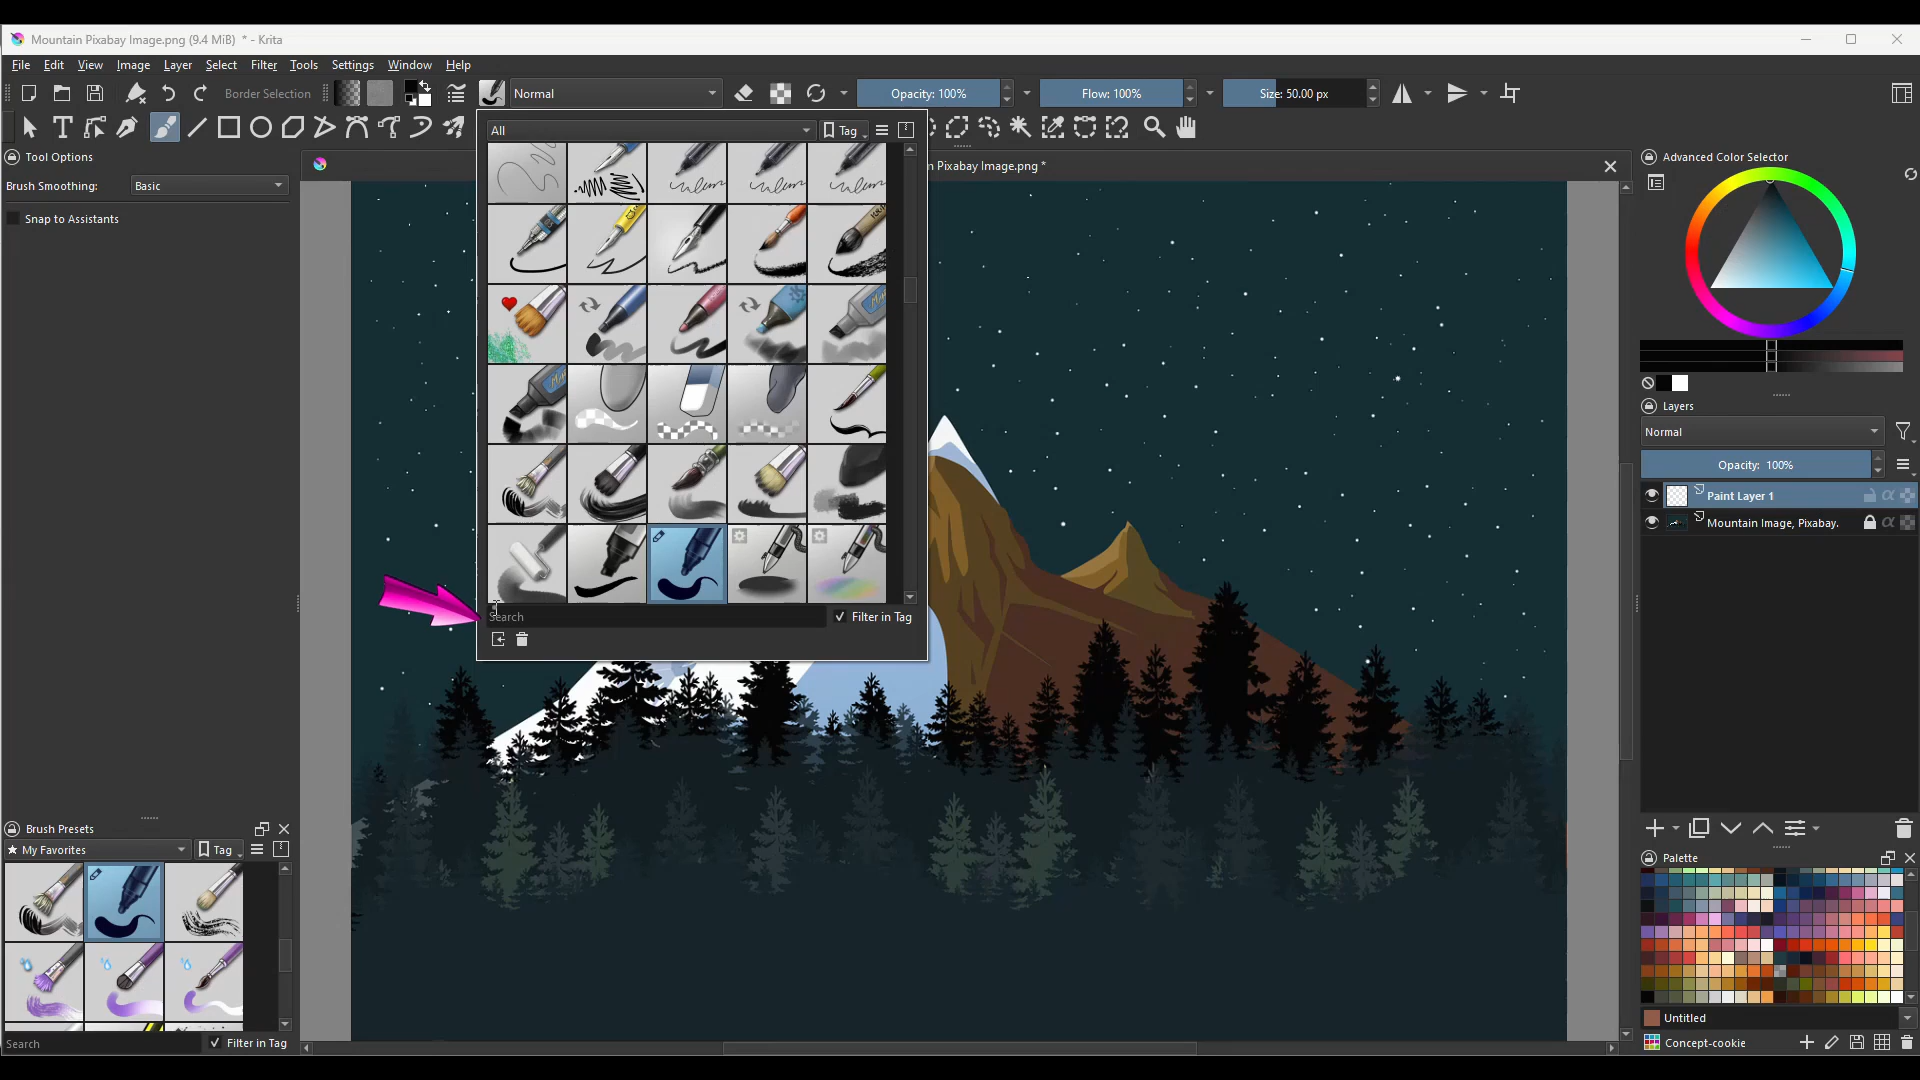 Mountain Pixabay Image.png (9.4 MiB) * - Krita
File Edit View Image Layer Select Filter Tools Settings Window Help
Border Selection Normal Opacity: 100% Flow: 100% Size: 50.00 px
All Tag
Tool Options
n Pixabay Image.png *
Advanced Color Selector
Brush Smoothing: Basic
Snap to Assistants
Layers
Normal
Opacity: 100%
Paint Layer 1
Mountain Image, Pixabay.
Search Filter in Tag
Brush Presets
My Favorites Tag
Search Filter in Tag
Palette
Untitled
Concept-cookie